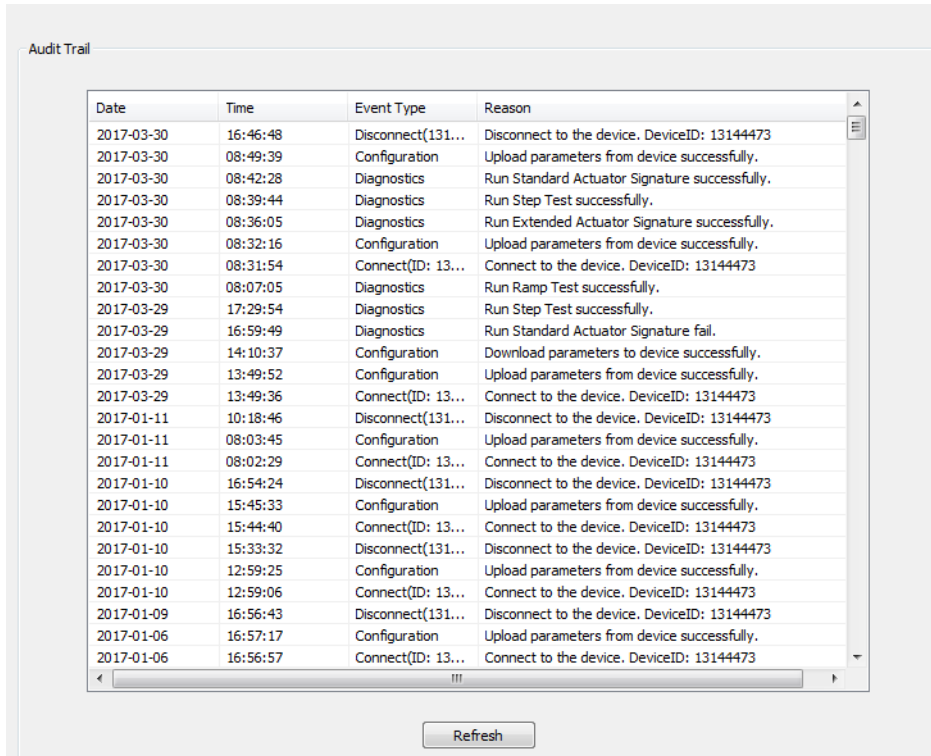 Audit Trail
Date Time Event Type Reason
2017-03-30 16:46:48 Disconnect(131... Disconnect to the device. DeviceID: 13144473
2017-03-30 08:49:39 Configuration Upload parameters from device successfully.
2017-03-30 08:42:28 Diagnostics Run Standard Actuator Signature successfully.
2017-03-30 08:39:44 Diagnostics Run Step Test successfully.
2017-03-30 08:36:05 Diagnostics Run Extended Actuator Signature successfully.
2017-03-30 08:32:16 Configuration Upload parameters from device successfully.
2017-03-30 08:31:54 Connect(ID: 13... Connect to the device. DeviceID: 13144473
2017-03-30 08:07:05 Diagnostics Run Ramp Test successfully.
2017-03-29 17:29:54 Diagnostics Run Step Test successfully.
2017-03-29 16:59:49 Diagnostics Run Standard Actuator Signature fail.
2017-03-29 14:10:37 Configuration Download parameters to device successfully.
2017-03-29 13:49:52 Configuration Upload parameters from device successfully.
2017-03-29 13:49:36 Connect(ID: 13... Connect to the device. DeviceID: 13144473
2017-01-11 10:18:46 Disconnect(131... Disconnect to the device. DeviceID: 13144473
2017-01-11 08:03:45 Configuration Upload parameters from device successfully.
2017-01-11 08:02:29 Connect(ID: 13... Connect to the device. DeviceID: 13144473
2017-01-10 16:54:24 Disconnect(131... Disconnect to the device. DeviceID: 13144473
2017-01-10 15:45:33 Configuration Upload parameters from device successfully.
2017-01-10 15:44:40 Connect(ID: 13... Connect to the device. DeviceID: 13144473
2017-01-10 15:33:32 Disconnect(131... Disconnect to the device. DeviceID: 13144473
2017-01-10 12:59:25 Configuration Upload parameters from device successfully.
2017-01-10 12:59:06 Connect(ID: 13... Connect to the device. DeviceID: 13144473
2017-01-09 16:56:43 Disconnect(131... Disconnect to the device. DeviceID: 13144473
2017-01-06 16:57:17 Configuration Upload parameters from device successfully.
2017-01-06 16:56:57 Connect(ID: 13... Connect to the device. DeviceID: 13144473
Refresh